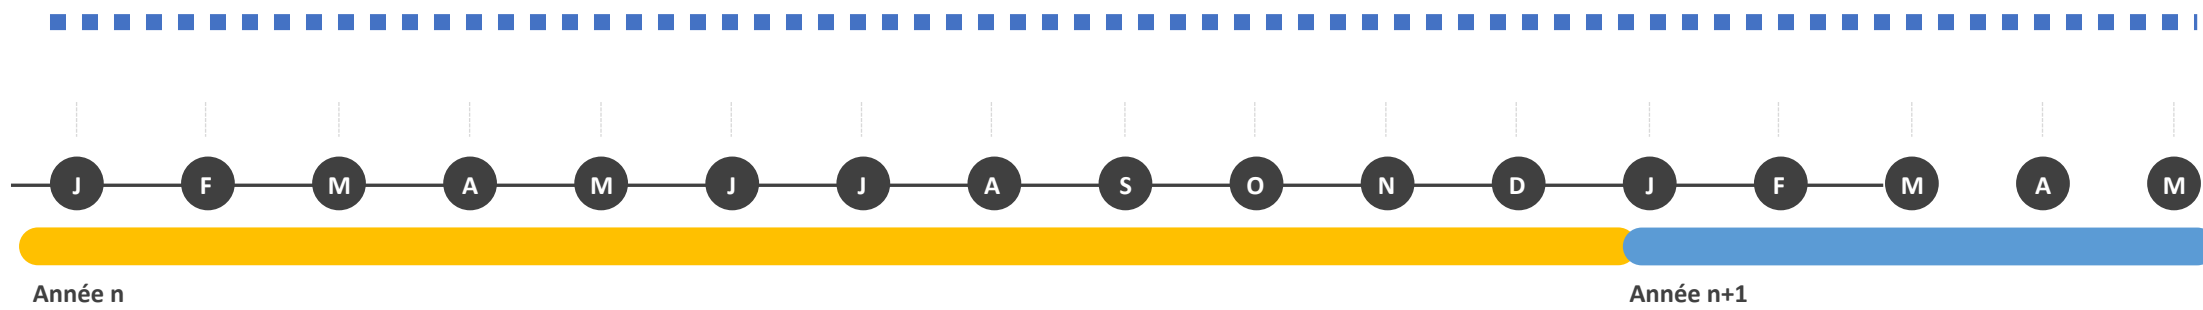 J F M A M J J A S O N D J F M A M
Année n Année n+1